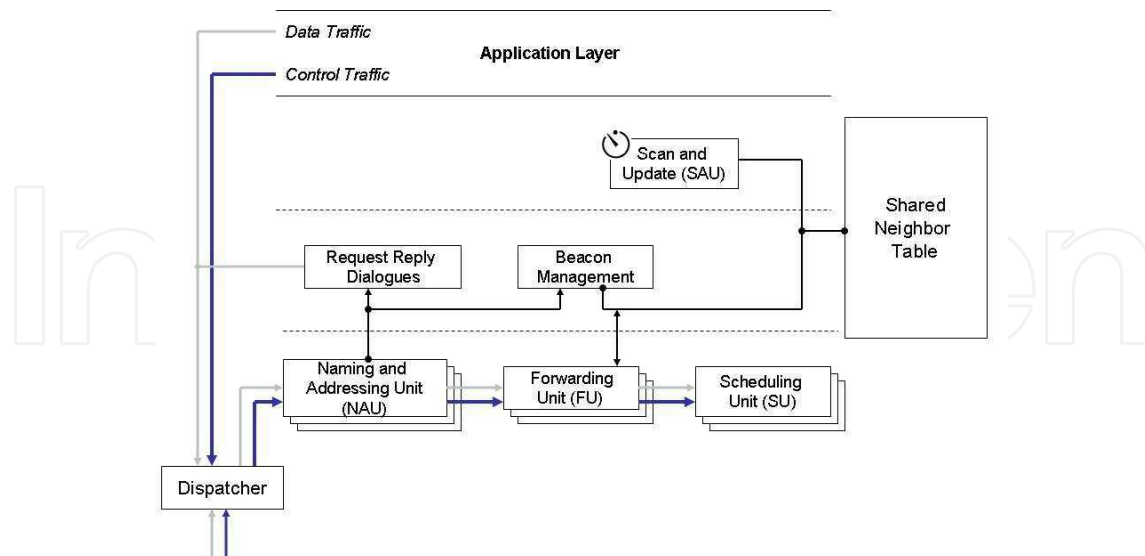 Data Traffic
Application Layer
Control Traffic
Scan and
Update (SAU)
Shared
Neighbor
Table
Request Reply
Dialogues
Beacon
Management
Naming and
Addressing Unit
(NAU)
Forwarding
Unit (FU)
Scheduling
Unit (SU)
Dispatcher